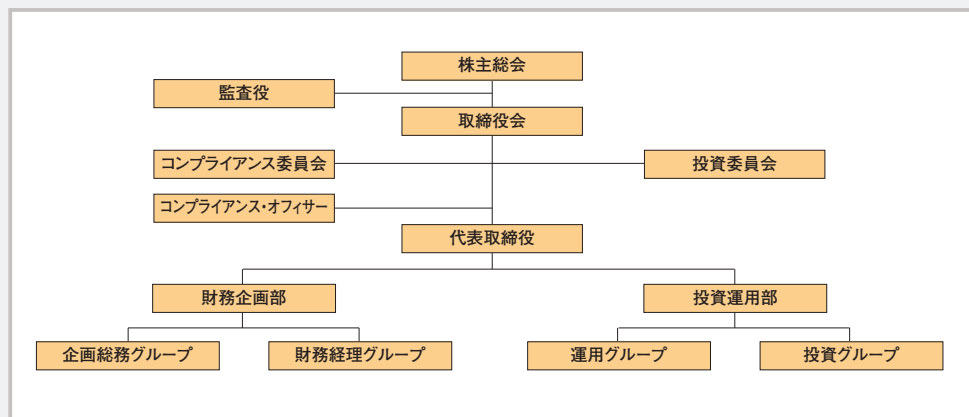 株主総会
監査役
取締役会
コンプライアンス委員会
投資委員会
コンプライアンス・オフィサー
代表取締役
財務企画部
投資運用部
企画総務グループ
財務経理グループ
運用グループ
投資グループ